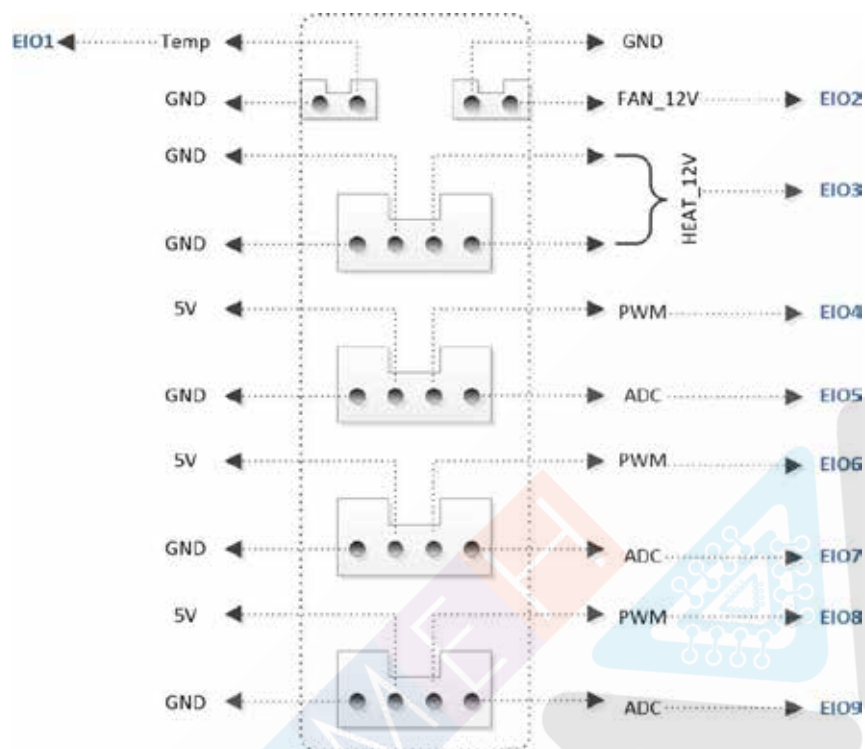 EIO1 Temp GND
GND FAN_12V EIO2
GND
HEAT_12V EIO3
GND
5V PWM EIO4
GND ADC EIO5
5V PWM EIO6
GND ADC EIO7
5V PWM EIO8
GND ADC EIO9
MEH